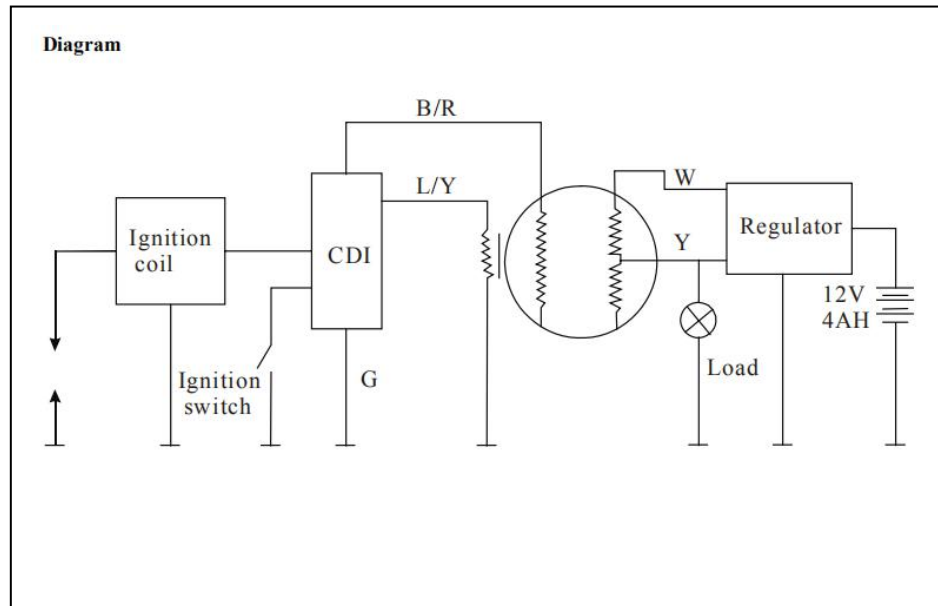 Diagram
B/R
L/Y
W
Ignition
coil
CDI
Y
Regulator
12V
4AH
Ignition
switch
G
Load